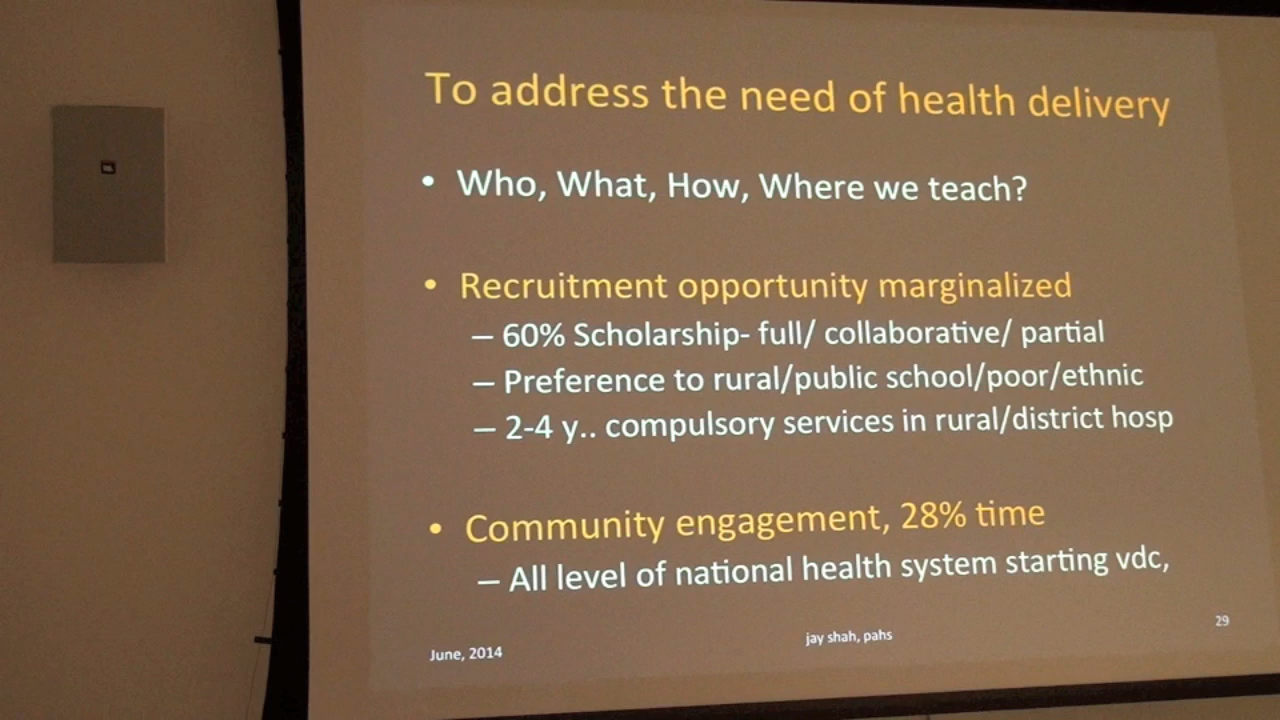 To address the need of health delivery
• Who, What, How, Where we teach?
• Recruitment opportunity marginalized
– 60% Scholarship- full/ collaborative/ partial
– Preference to rural/public school/poor/ethnic
– 2-4 y.. compulsory services in rural/district hosp
• Community engagement, 28% time
– All level of national health system starting vdc,
June, 2014
jay shah, pahs
29